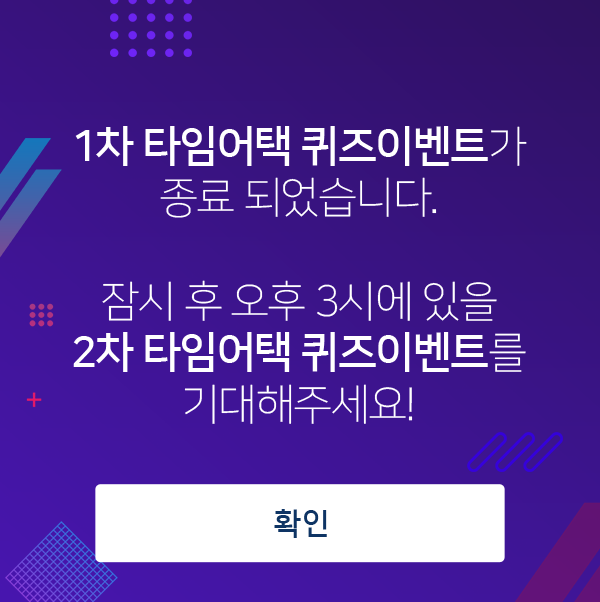 1차 타임어택 퀴즈이벤트가
종료 되었습니다.
잠시 후 오후 3시에 있을
2차 타임어택 퀴즈이벤트를
기대해주세요!
확인